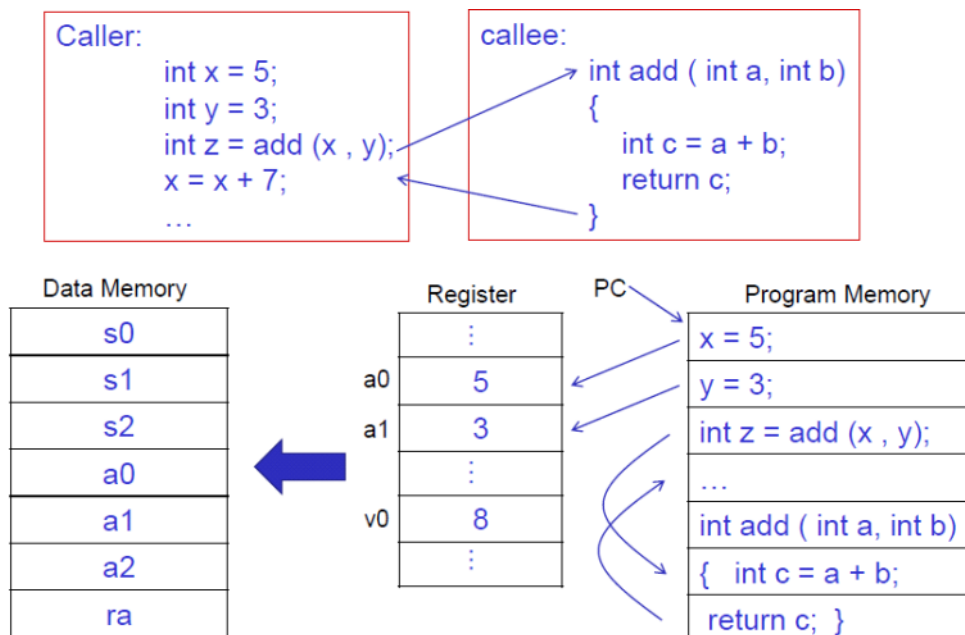 Caller:
int x = 5;
int y = 3;
int z = add (x , y);
x = x + 7;
…
callee:
int add ( int a, int b)
{
int c = a + b;
return c;
}
Data Memory
s0
s1
s2
a0
a1
a2
ra
Register
⋮
a0 5
a1 3
⋮
v0 8
⋮
PC
Program Memory
x = 5;
y = 3;
int z = add (x , y);
…
int add ( int a, int b)
{ int c = a + b;
return c; }